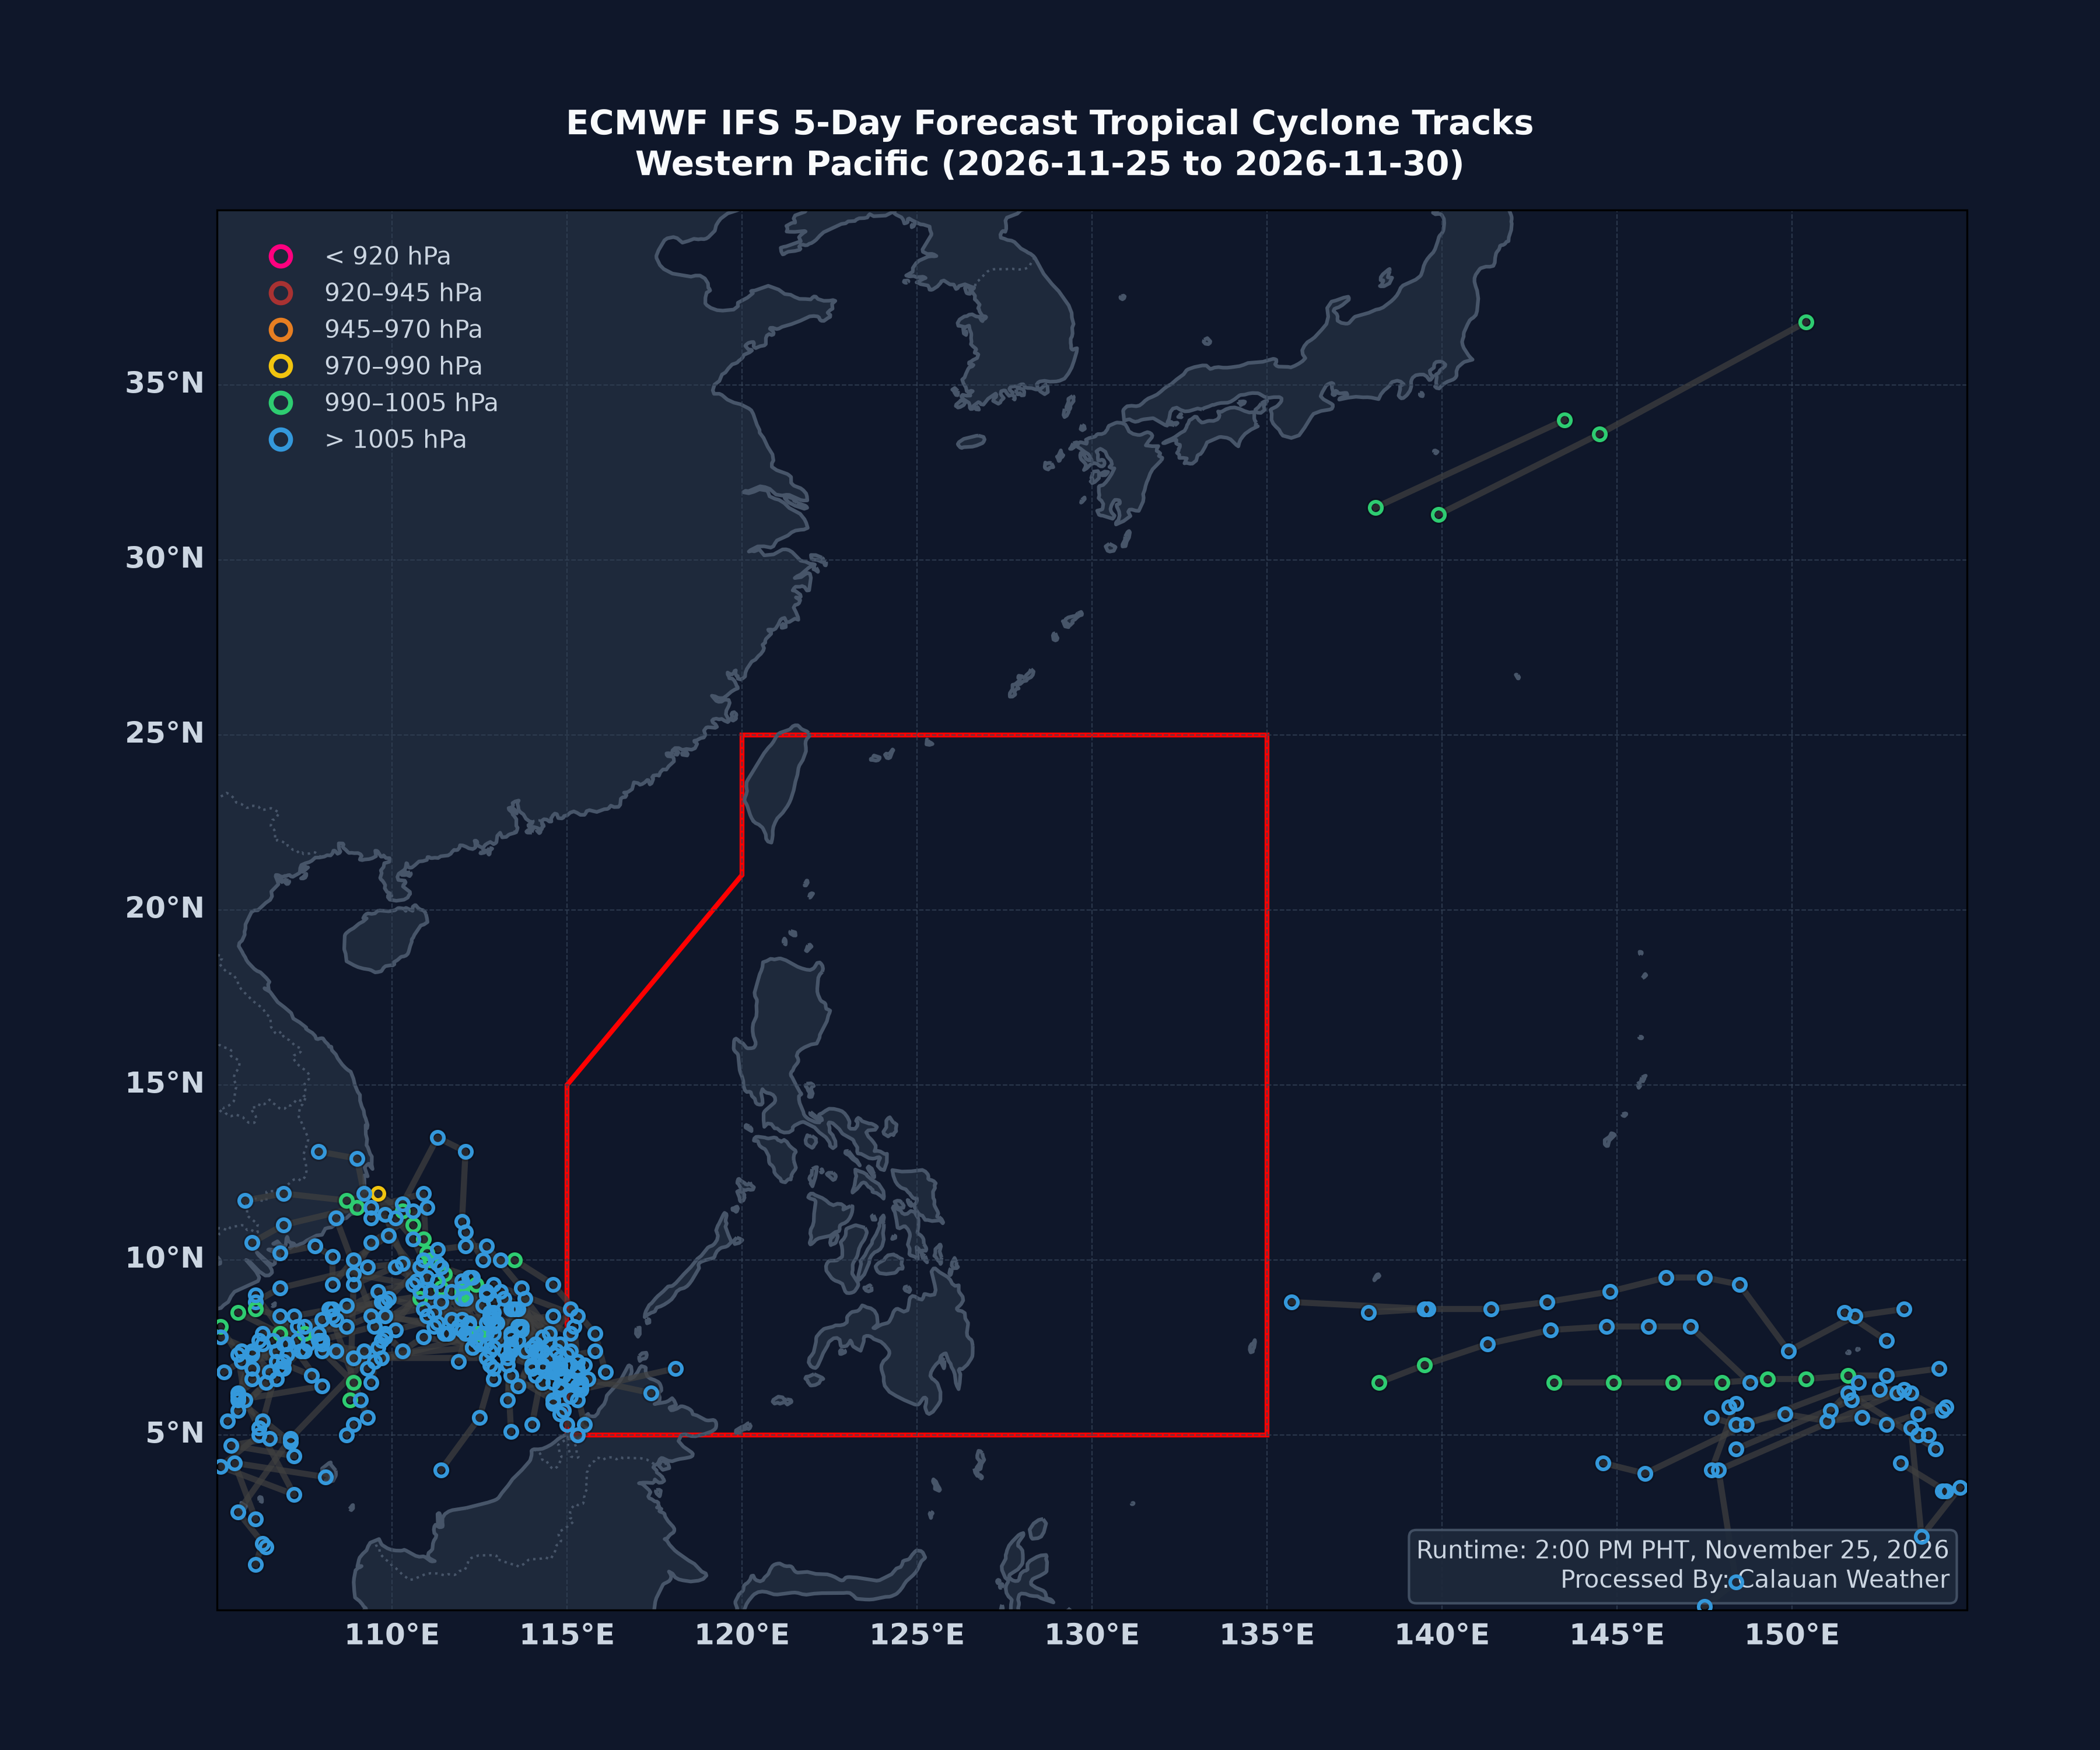 ECMWF IFS 5-Day Forecast Tropical Cyclone Tracks
Western Pacific (2026-11-25 to 2026-11-30)
< 920 hPa
920–945 hPa
945–970 hPa
970–990 hPa
990–1005 hPa
> 1005 hPa
35°N
30°N
25°N
20°N
15°N
10°N
5°N
Runtime: 2:00 PM PHT, November 25, 2026
Processed By: Calauan Weather
110°E
115°E
120°E
125°E
130°E
135°E
140°E
145°E
150°E